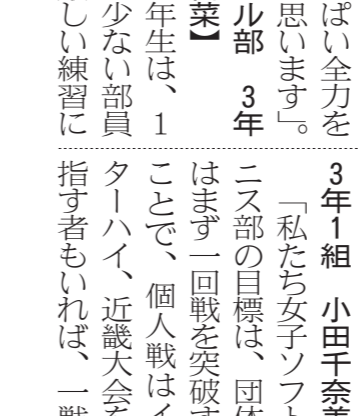 ぱい全力を
思います」。
ル部　3年
菜】
年生は、1
少ない部員
しい練習に
3年1組　小田千奈美
「私たち女子ソフト
ニス部の目標は、団体
はまず一回戦を突破す
ことで、個人戦はイ
ターハイ、近畿大会を
指す者もいれば、一戦